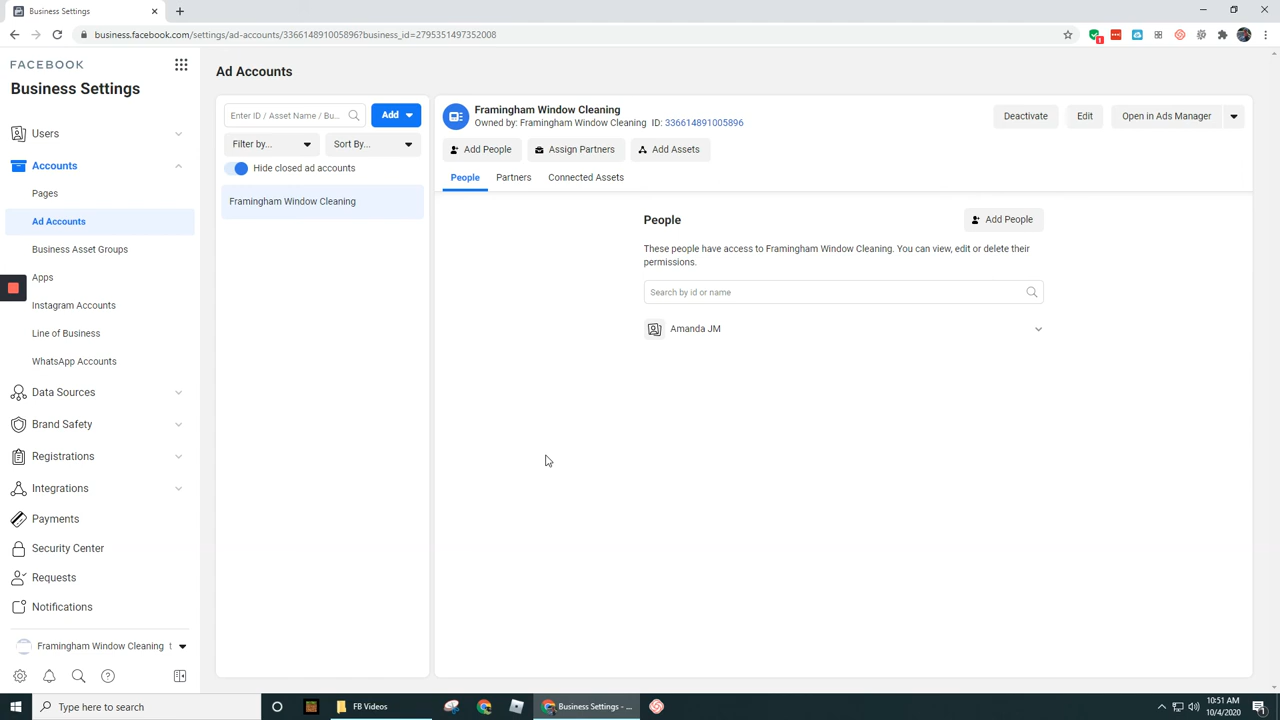 Business Settings
business.facebook.com/settings/ad-accounts/336614891005896?business_id=2795351497352008
1
FACEBOOK
Business Settings
Users
Accounts
Pages
Ad Accounts
Business Asset Groups
Apps
Instagram Accounts
Line of Business
WhatsApp Accounts
Data Sources
Brand Safety
Registrations
Integrations
Payments
Security Center
Requests
Notifications
Framingham Window Cleaning t
Ad Accounts
Enter ID / Asset Name / Bu...
Add
Filter by...
Sort By...
Hide closed ad accounts
Framingham Window Cleaning
Framingham Window Cleaning
Owned by: Framingham Window Cleaning ID: 336614891005896
Deactivate
Edit
Open in Ads Manager
Add People
Assign Partners
Add Assets
People
Partners
Connected Assets
People
Add People
These people have access to Framingham Window Cleaning. You can view, edit or delete their
permissions.
Search by id or name
Amanda JM
Type here to search
FB Videos
Business Settings - ...
10:51 AM
10/4/2020
1